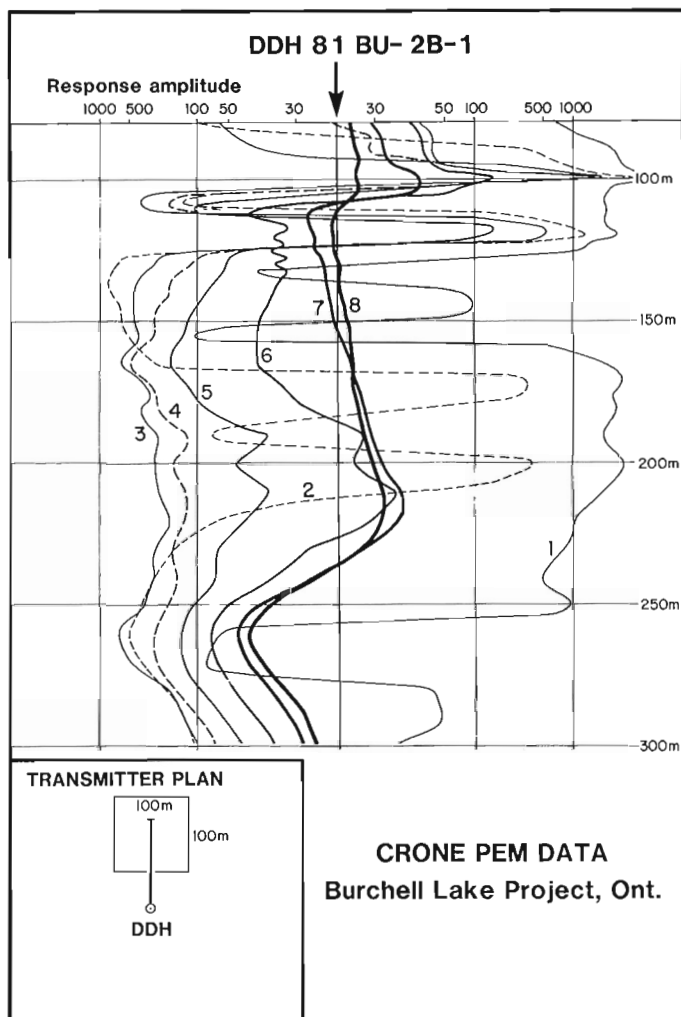 DDH 81 BU-2B-1
Response amplitude
1000 500 100 50 30 30 50 100 500 1000
100m
150m
7 8
6
5
4
3
200m
2
1
250m
300m
TRANSMITTER PLAN
100m
100m
DDH
CRONE PEM DATA
Burchell Lake Project, Ont.